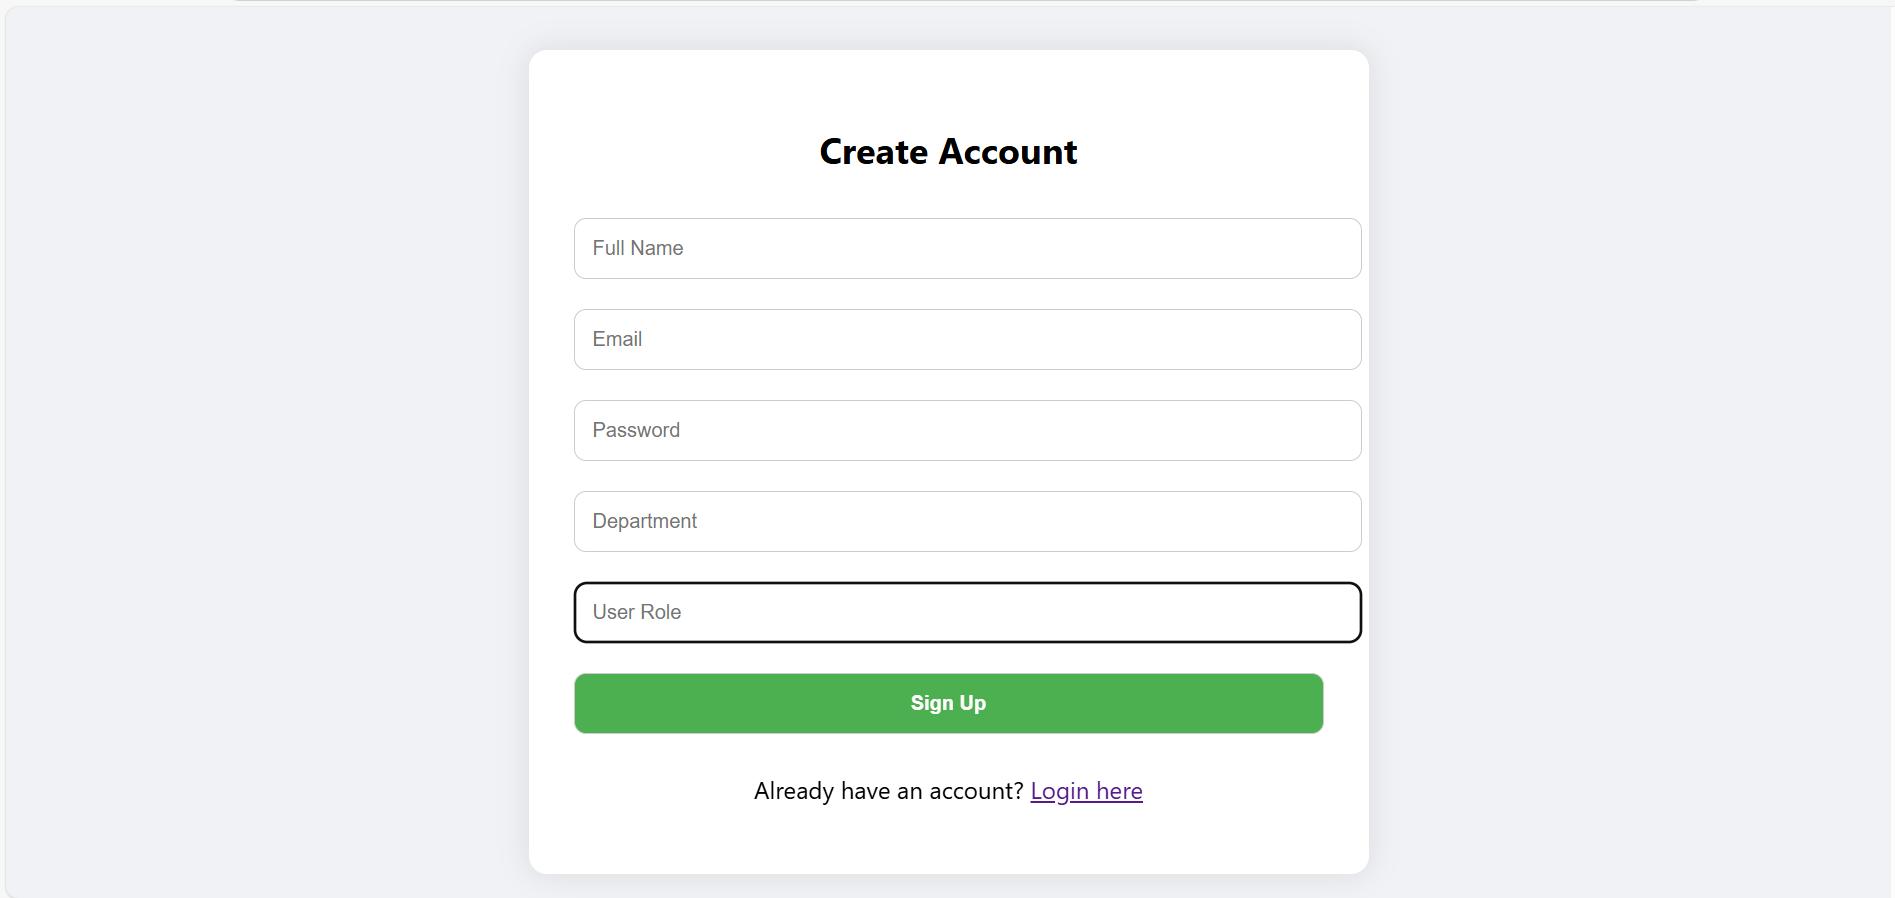 Create Account
Full Name
Email
Password
Department
User Role
Sign Up
Already have an account? Login here